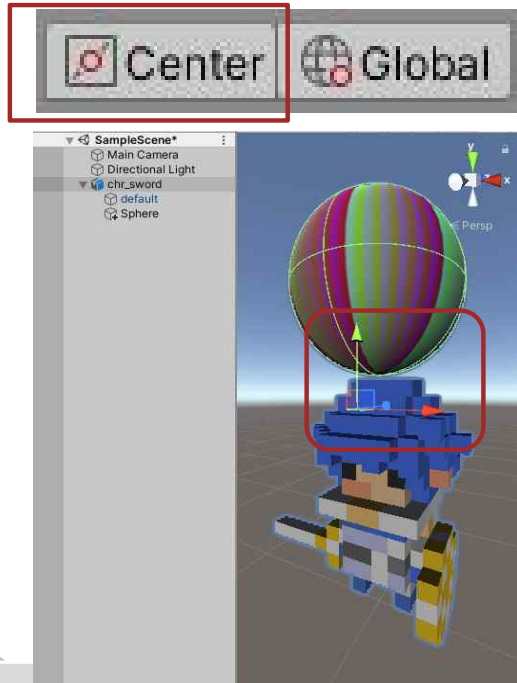 Center Global
SampleScene*
Main Camera
Directional Light
chr_sword
default
Sphere
y
x
Persp